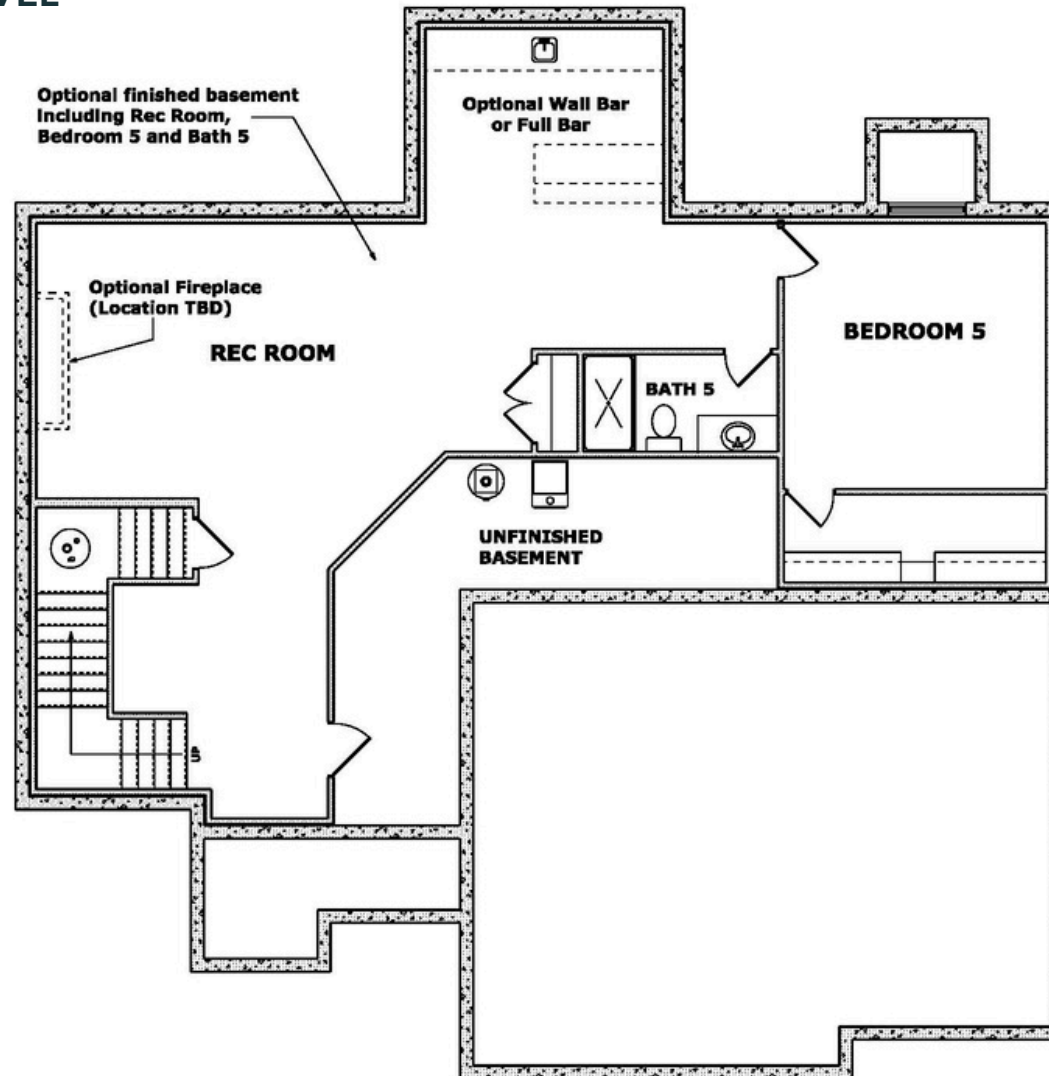 Optional finished basement
including Rec Room,
Bedroom 5 and Bath 5
Optional Wall Bar
or Full Bar
Optional Fireplace
(Location TBD)
REC ROOM
BEDROOM 5
BATH 5
UNFINISHED
BASEMENT